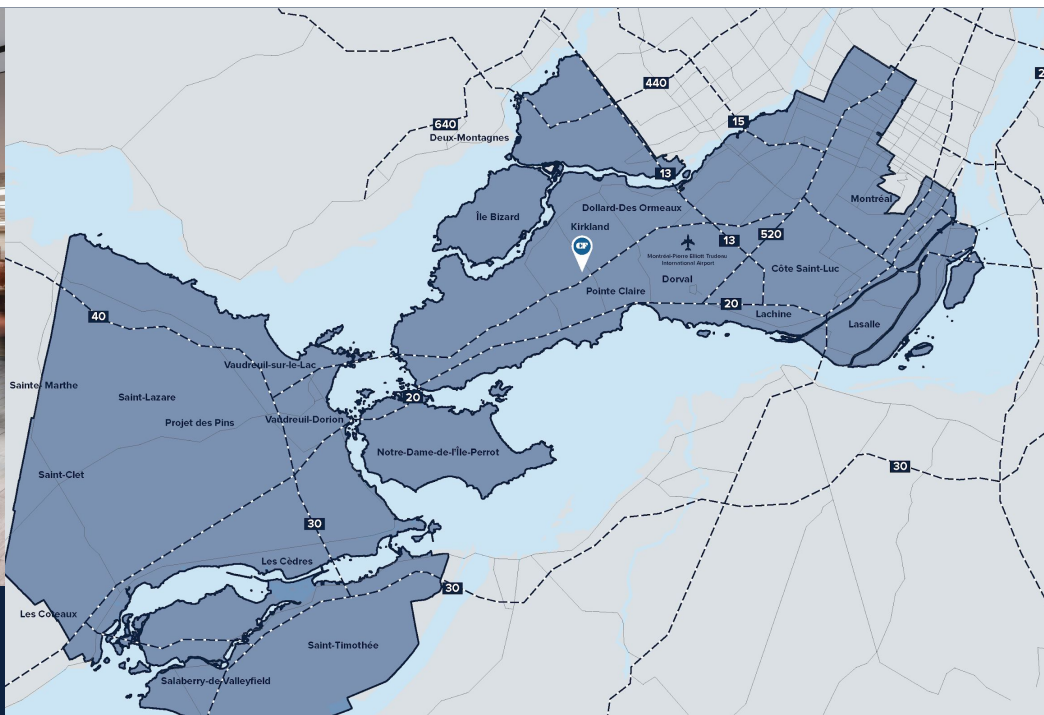 2
440
640
Deux-Montagnes
15
13
Île Bizard
Dollard-Des Ormeaux
Montréal
Kirkland
CF
13
520
Montréal-Pierre Elliott Trudeau
International Airport
Côte Saint-Luc
Dorval
Pointe Claire
20
Lachine
Lasalle
40
Vaudreuil-sur-le-Lac
Sainte-Marthe
Saint-Lazare
20
Projet des Pins
Vaudreuil-Dorion
Notre-Dame-de-l'Île-Perrot
30
Saint-Clet
30
Les Cèdres
30
Les Coteaux
Saint-Timothée
Salaberry-de-Valleyfield